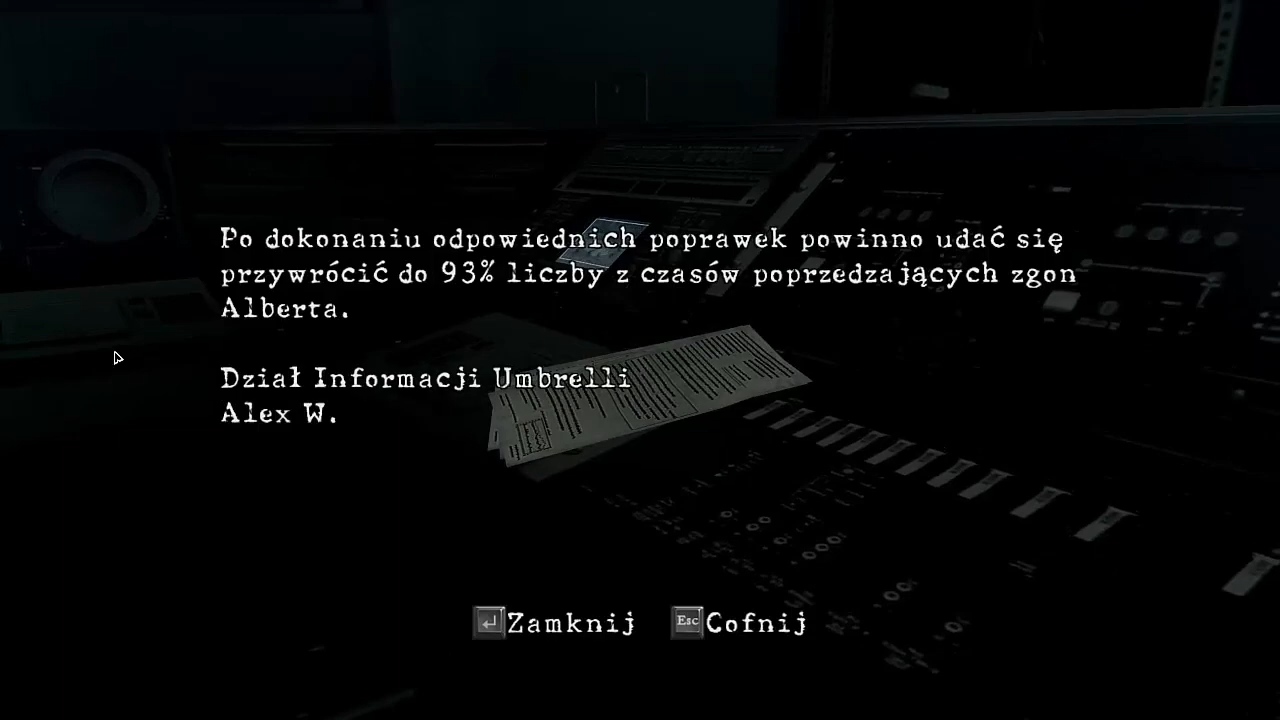 Po dokonaniu odpowiednich poprawek powinno udać się
przywrócić do 93% liczby z czasów poprzedzających zgon
Alberta.
Dział Informacji Umbrelli
Alex W.
Zamknij
Esc Cofnij